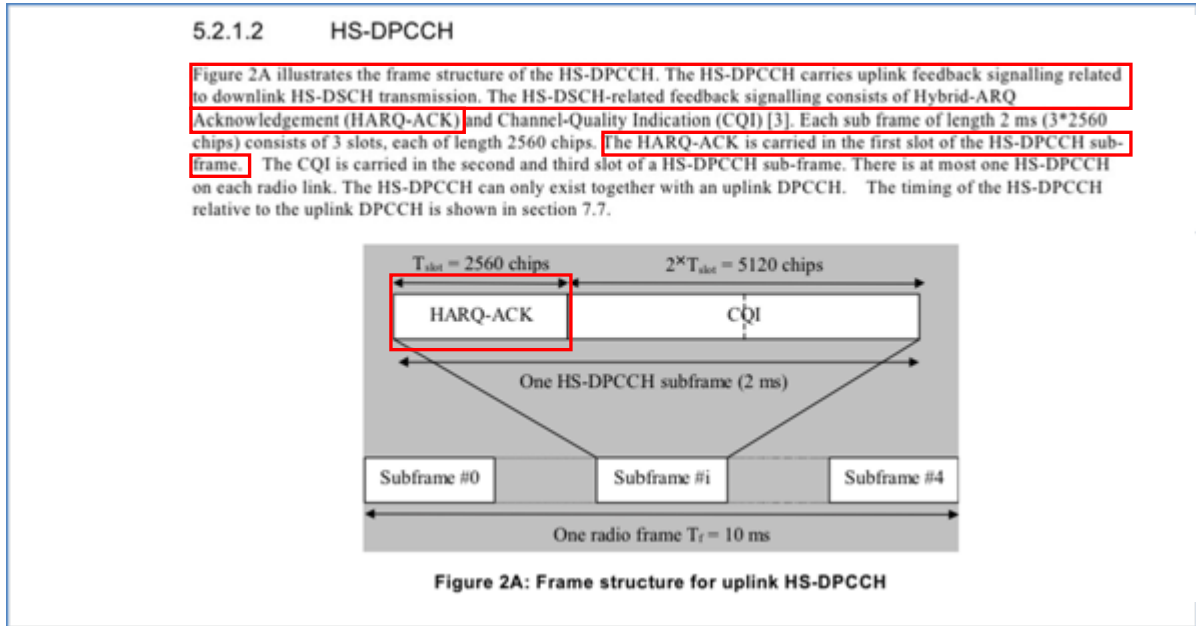 5.2.1.2 HS-DPCCH
Figure 2A illustrates the frame structure of the HS-DPCCH. The HS-DPCCH carries uplink feedback signalling related
to downlink HS-DSCH transmission. The HS-DSCH-related feedback signalling consists of Hybrid-ARQ
Acknowledgement (HARQ-ACK) and Channel-Quality Indication (CQI) [3]. Each sub frame of length 2 ms (3*2560
chips) consists of 3 slots, each of length 2560 chips. The HARQ-ACK is carried in the first slot of the HS-DPCCH sub-
frame. The CQI is carried in the second and third slot of a HS-DPCCH sub-frame. There is at most one HS-DPCCH
on each radio link. The HS-DPCCH can only exist together with an uplink DPCCH. The timing of the HS-DPCCH
relative to the uplink DPCCH is shown in section 7.7.
Tslot = 2560 chips 2×Tslot = 5120 chips
HARQ-ACK CQI
One HS-DPCCH subframe (2 ms)
Subframe #0 Subframe #i Subframe #4
One radio frame Tf = 10 ms
Figure 2A: Frame structure for uplink HS-DPCCH